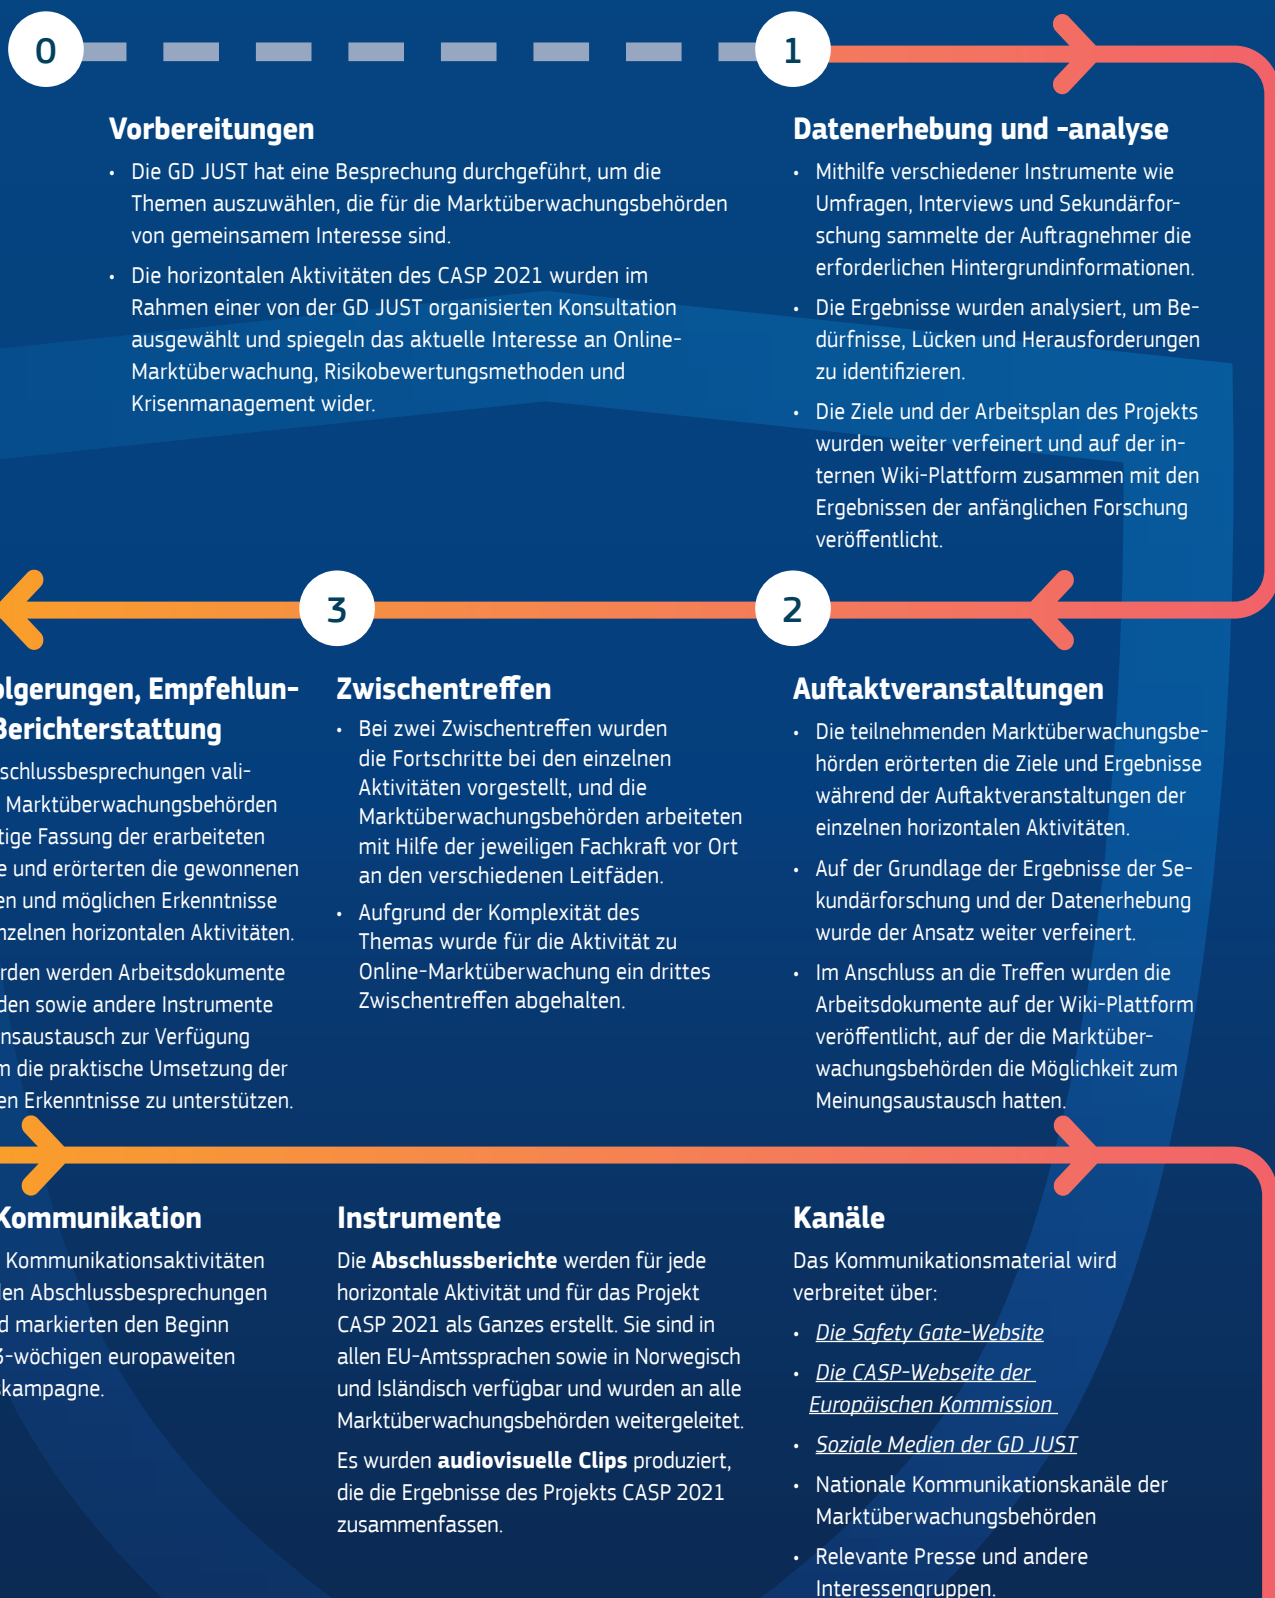 0
1
Vorbereitungen
• Die GD JUST hat eine Besprechung durchgeführt, um die
Themen auszuwählen, die für die Marktüberwachungsbehörden
von gemeinsamem Interesse sind.
• Die horizontalen Aktivitäten des CASP 2021 wurden im
Rahmen einer von der GD JUST organisierten Konsultation
ausgewählt und spiegeln das aktuelle Interesse an Online-
Marktüberwachung, Risikobewertungsmethoden und
Krisenmanagement wider.
Datenerhebung und -analyse
• Mithilfe verschiedener Instrumente wie
Umfragen, Interviews und Sekundärfor-
schung sammelte der Auftragnehmer die
erforderlichen Hintergrundinformationen.
• Die Ergebnisse wurden analysiert, um Be-
dürfnisse, Lücken und Herausforderungen
zu identifizieren.
• Die Ziele und der Arbeitsplan des Projekts
wurden weiter verfeinert und auf der in-
ternen Wiki-Plattform zusammen mit den
Ergebnissen der anfänglichen Forschung
veröffentlicht.
3
2
olgerungen, Empfehlun-
Berichterstattung
schlussbesprechungen vali-
Marktüberwachungsbehörden
tige Fassung der erarbeiteten
e und erörterten die gewonnenen
en und möglichen Erkenntnisse
nzelnen horizontalen Aktivitäten.
rden werden Arbeitsdokumente
den sowie andere Instrumente
nsaustausch zur Verfügung
m die praktische Umsetzung der
en Erkenntnisse zu unterstützen.
Zwischentreffen
• Bei zwei Zwischentreffen wurden
die Fortschritte bei den einzelnen
Aktivitäten vorgestellt, und die
Marktüberwachungsbehörden arbeiteten
mit Hilfe der jeweiligen Fachkraft vor Ort
an den verschiedenen Leitfäden.
• Aufgrund der Komplexität des
Themas wurde für die Aktivität zu
Online-Marktüberwachung ein drittes
Zwischentreffen abgehalten.
Auftaktveranstaltungen
• Die teilnehmenden Marktüberwachungsbe-
hörden erörterten die Ziele und Ergebnisse
während der Auftaktveranstaltungen der
einzelnen horizontalen Aktivitäten.
• Auf der Grundlage der Ergebnisse der Se-
kundärforschung und der Datenerhebung
wurde der Ansatz weiter verfeinert.
• Im Anschluss an die Treffen wurden die
Arbeitsdokumente auf der Wiki-Plattform
veröffentlicht, auf der die Marktüber-
wachungsbehörden die Möglichkeit zum
Meinungsaustausch hatten.
Kommunikation
Kommunikationsaktivitäten
den Abschlussbesprechungen
d markierten den Beginn
3-wöchigen europaweiten
skampagne.
Instrumente
Die Abschlussberichte werden für jede
horizontale Aktivität und für das Projekt
CASP 2021 als Ganzes erstellt. Sie sind in
allen EU-Amtssprachen sowie in Norwegisch
und Isländisch verfügbar und wurden an alle
Marktüberwachungsbehörden weitergeleitet.
Es wurden audiovisuelle Clips produziert,
die die Ergebnisse des Projekts CASP 2021
zusammenfassen.
Kanäle
Das Kommunikationsmaterial wird
verbreitet über:
• Die Safety Gate-Website
• Die CASP-Webseite der
Europäischen Kommission
• Soziale Medien der GD JUST
• Nationale Kommunikationskanäle der
Marktüberwachungsbehörden
• Relevante Presse und andere
Interessengruppen.